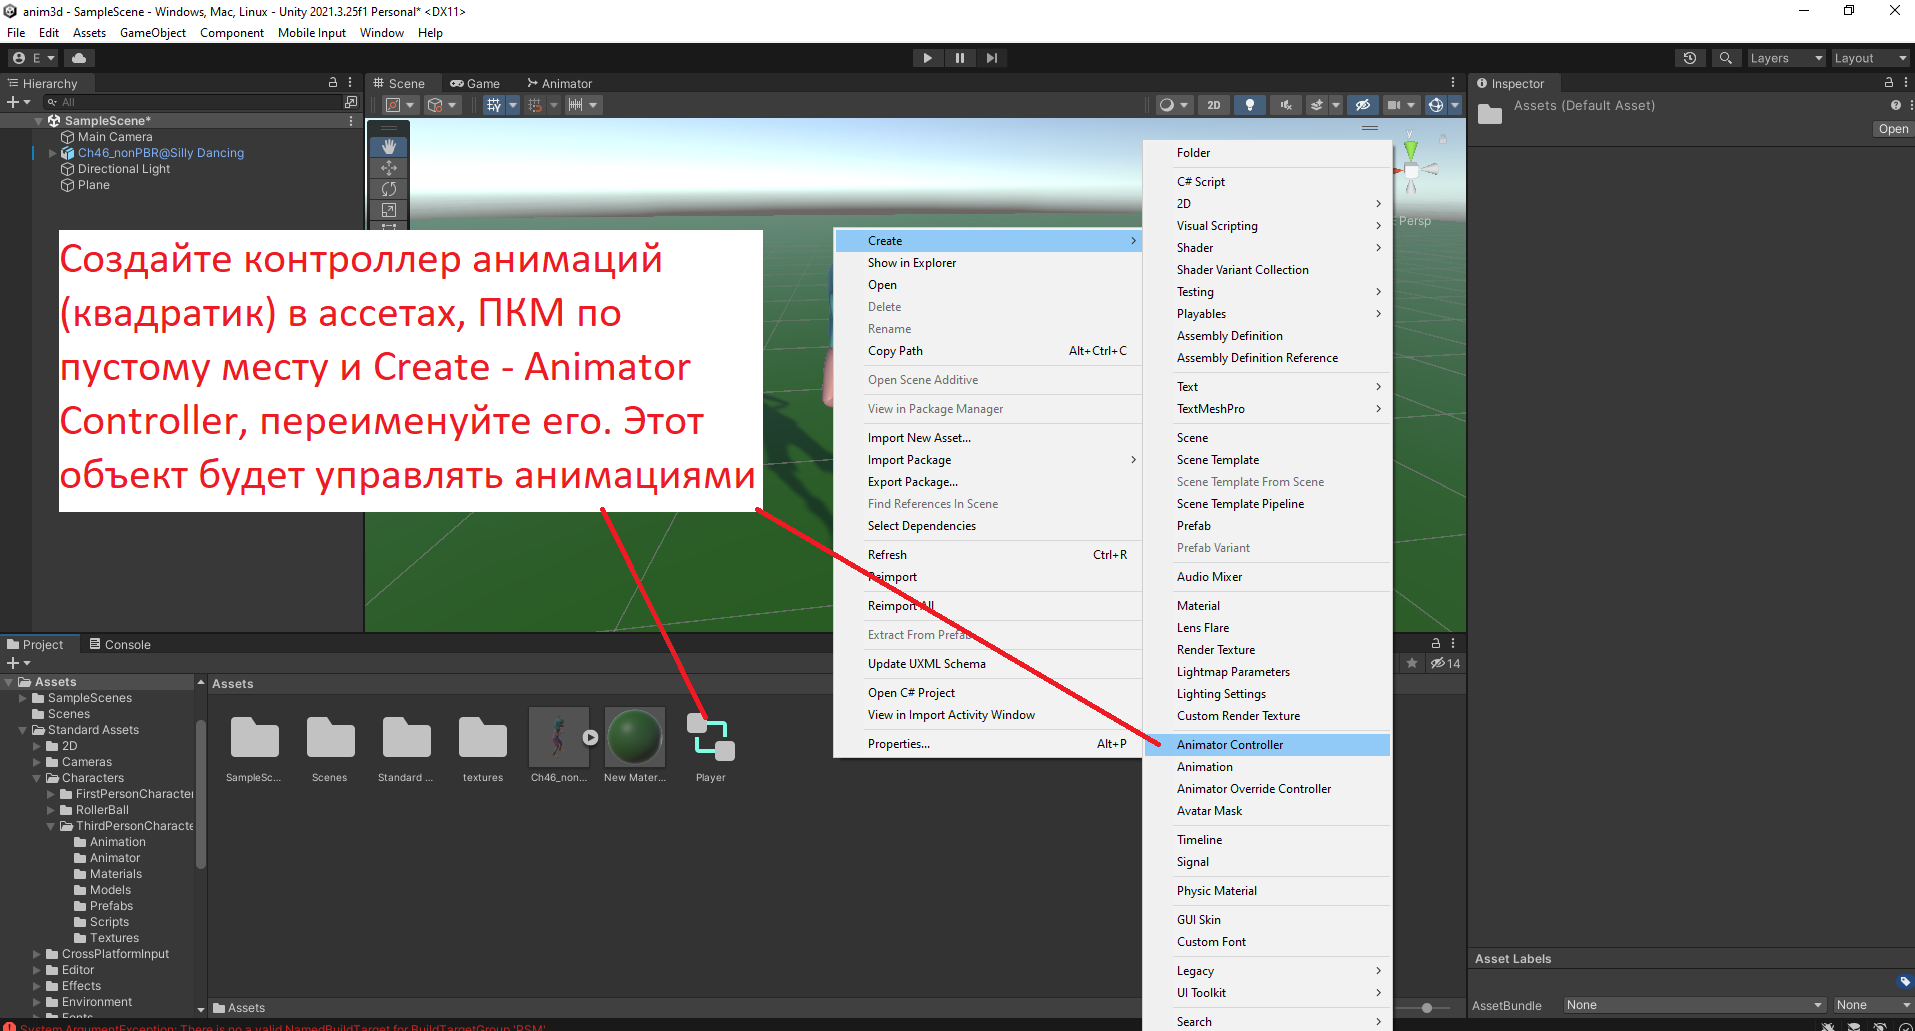 anim3d - SampleScene - Windows, Mac, Linux - Unity 2021.3.25f1 Personal* <DX11>
File Edit Assets GameObject Component Mobile Input Window Help
E
Layers
Layout
Hierarchy
All
SampleScene*
Main Camera
Ch46_nonPBR@Silly Dancing
Directional Light
Plane
Scene Game Animator
2D
y
Persp
Inspector
Assets (Default Asset)
Open
Создайте контроллер анимаций
(квадратик) в ассетах, ПКМ по
пустому месту и Create - Animator
Controller, переименуйте его. Этот
объект будет управлять анимациями
Create
Show in Explorer
Open
Delete
Rename
Copy Path Alt+Ctrl+C
Open Scene Additive
View in Package Manager
Import New Asset...
Import Package
Export Package...
Find References In Scene
Select Dependencies
Refresh Ctrl+R
Reimport
Reimport All
Extract From Prefab
Update UXML Schema
Open C# Project
View in Import Activity Window
Properties... Alt+P
Folder
C# Script
2D
Visual Scripting
Shader
Shader Variant Collection
Testing
Playables
Assembly Definition
Assembly Definition Reference
Text
TextMeshPro
Scene
Scene Template
Scene Template From Scene
Scene Template Pipeline
Prefab
Prefab Variant
Audio Mixer
Material
Lens Flare
Render Texture
Lightmap Parameters
Lighting Settings
Custom Render Texture
Animator Controller
Animation
Animator Override Controller
Avatar Mask
Timeline
Signal
Physic Material
GUI Skin
Custom Font
Legacy
UI Toolkit
Search
Project Console
14
Assets
SampleScenes
Scenes
Standard Assets
2D
Cameras
Characters
FirstPersonCharacter
RollerBall
ThirdPersonCharacte
Animation
Animator
Materials
Models
Prefabs
Scripts
Textures
CrossPlatformInput
Editor
Effects
Environment
Fonts
Assets
SampleSc...
Scenes
Standard ...
textures
Ch46_non...
New Mater...
Player
Assets
Asset Labels
AssetBundle None None
System.ArgumentException: There is no a valid NamedBuildTarget for BuildTargetGroup 'PSM'